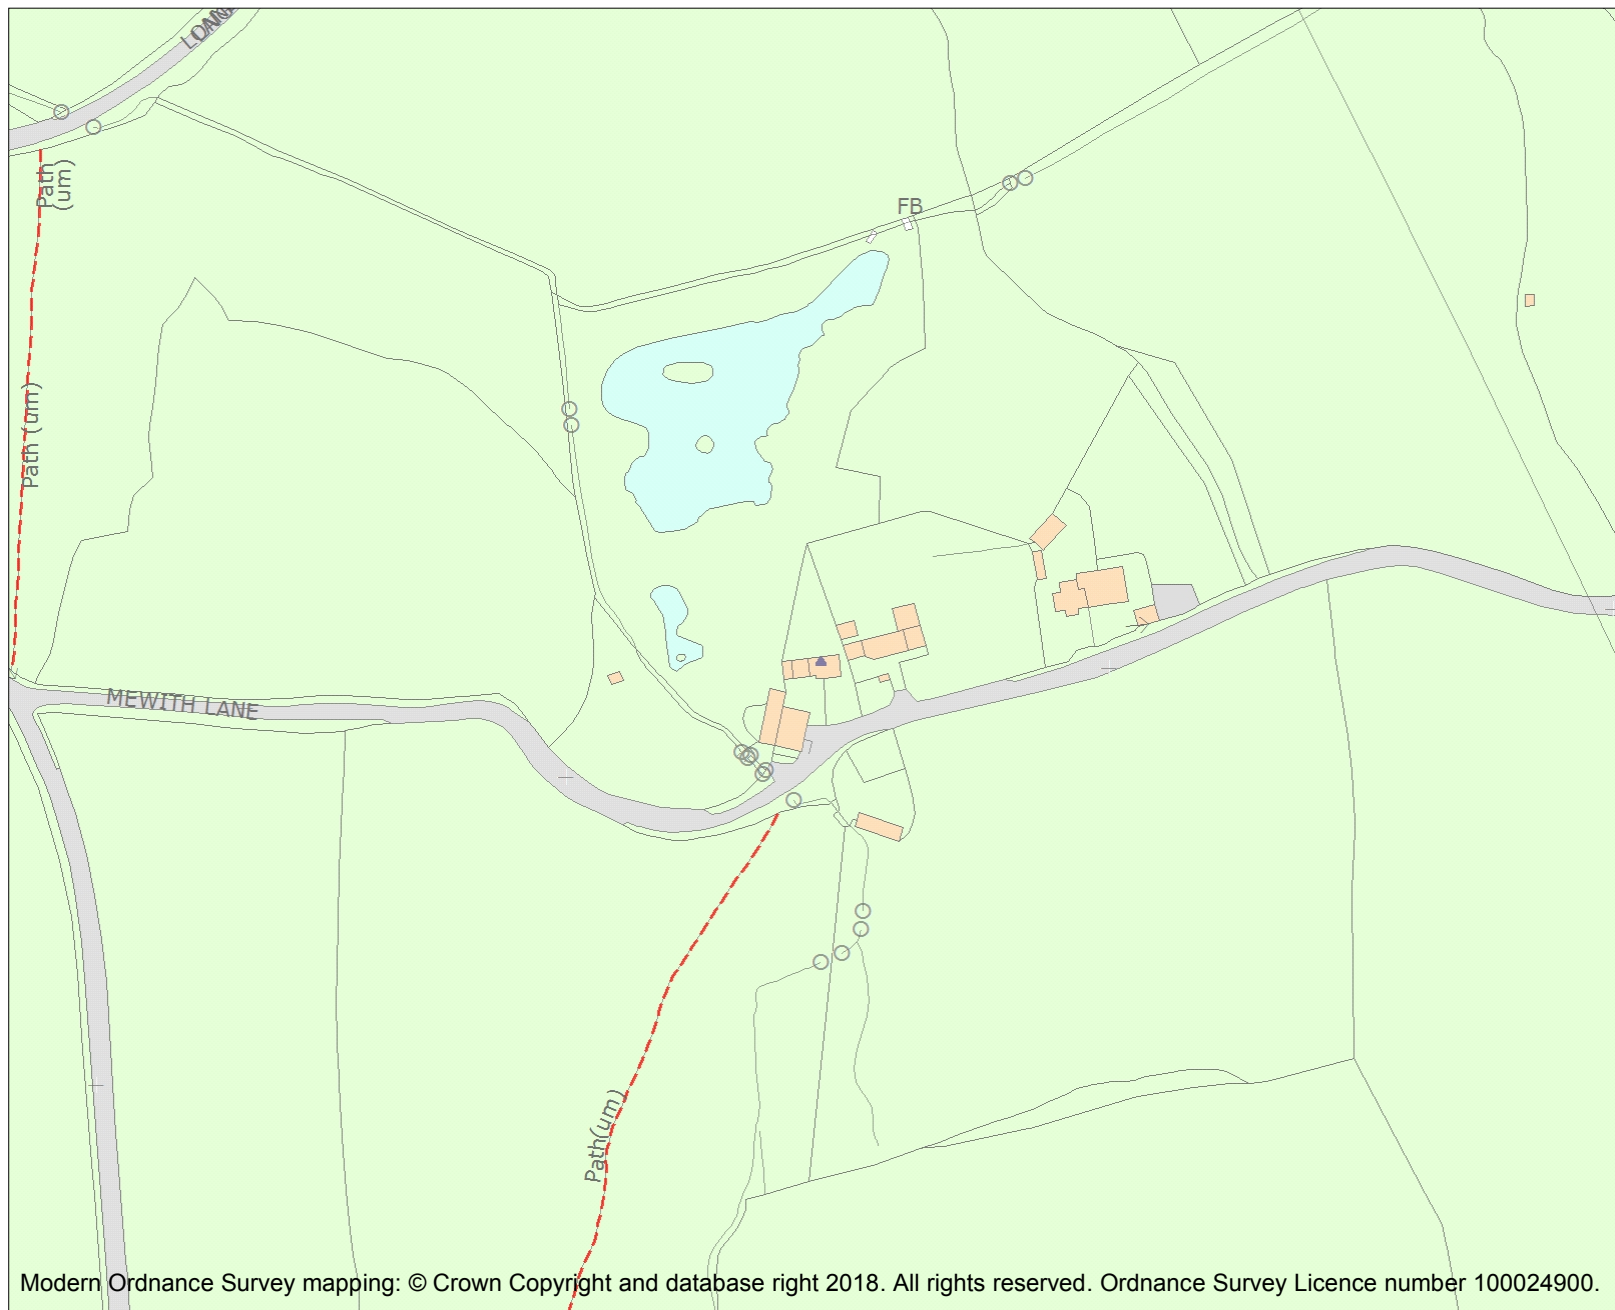 FB
Path
(um)
Path (um)
MEWITH LANE
Path(um)
Modern Ordnance Survey mapping: © Crown Copyright and database right 2018. All rights reserved. Ordnance Survey Licence number 100024900.